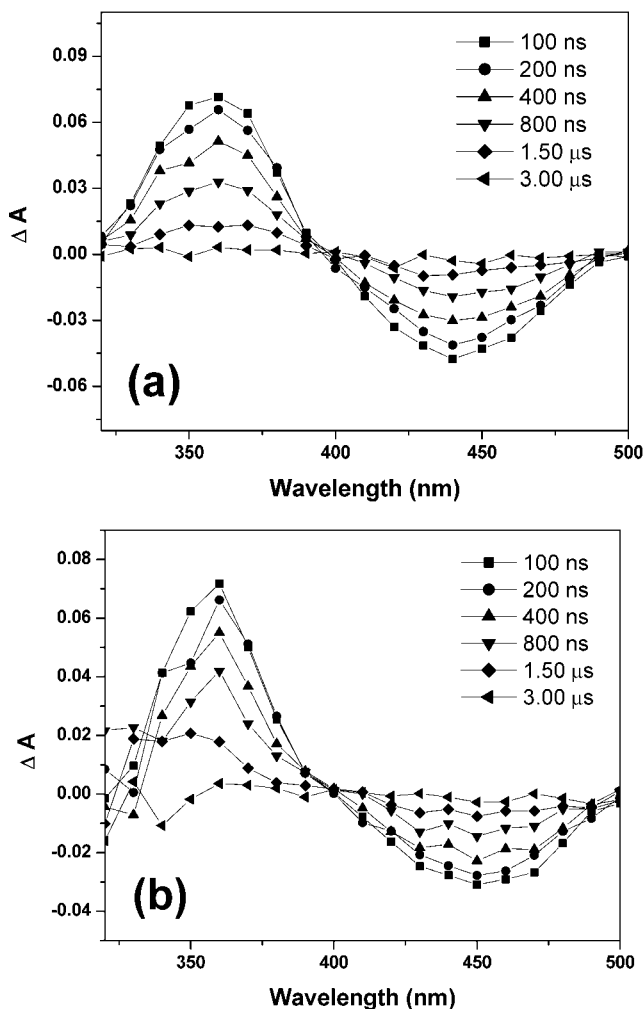 0.09
0.06
0.03
0.00
-0.03
-0.06
Δ A
100 ns
200 ns
400 ns
800 ns
1.50 μs
3.00 μs
(a)
350
400
450
500
Wavelength (nm)
0.08
0.06
0.04
0.02
0.00
-0.02
-0.04
Δ A
100 ns
200 ns
400 ns
800 ns
1.50 μs
3.00 μs
(b)
350
400
450
500
Wavelength (nm)